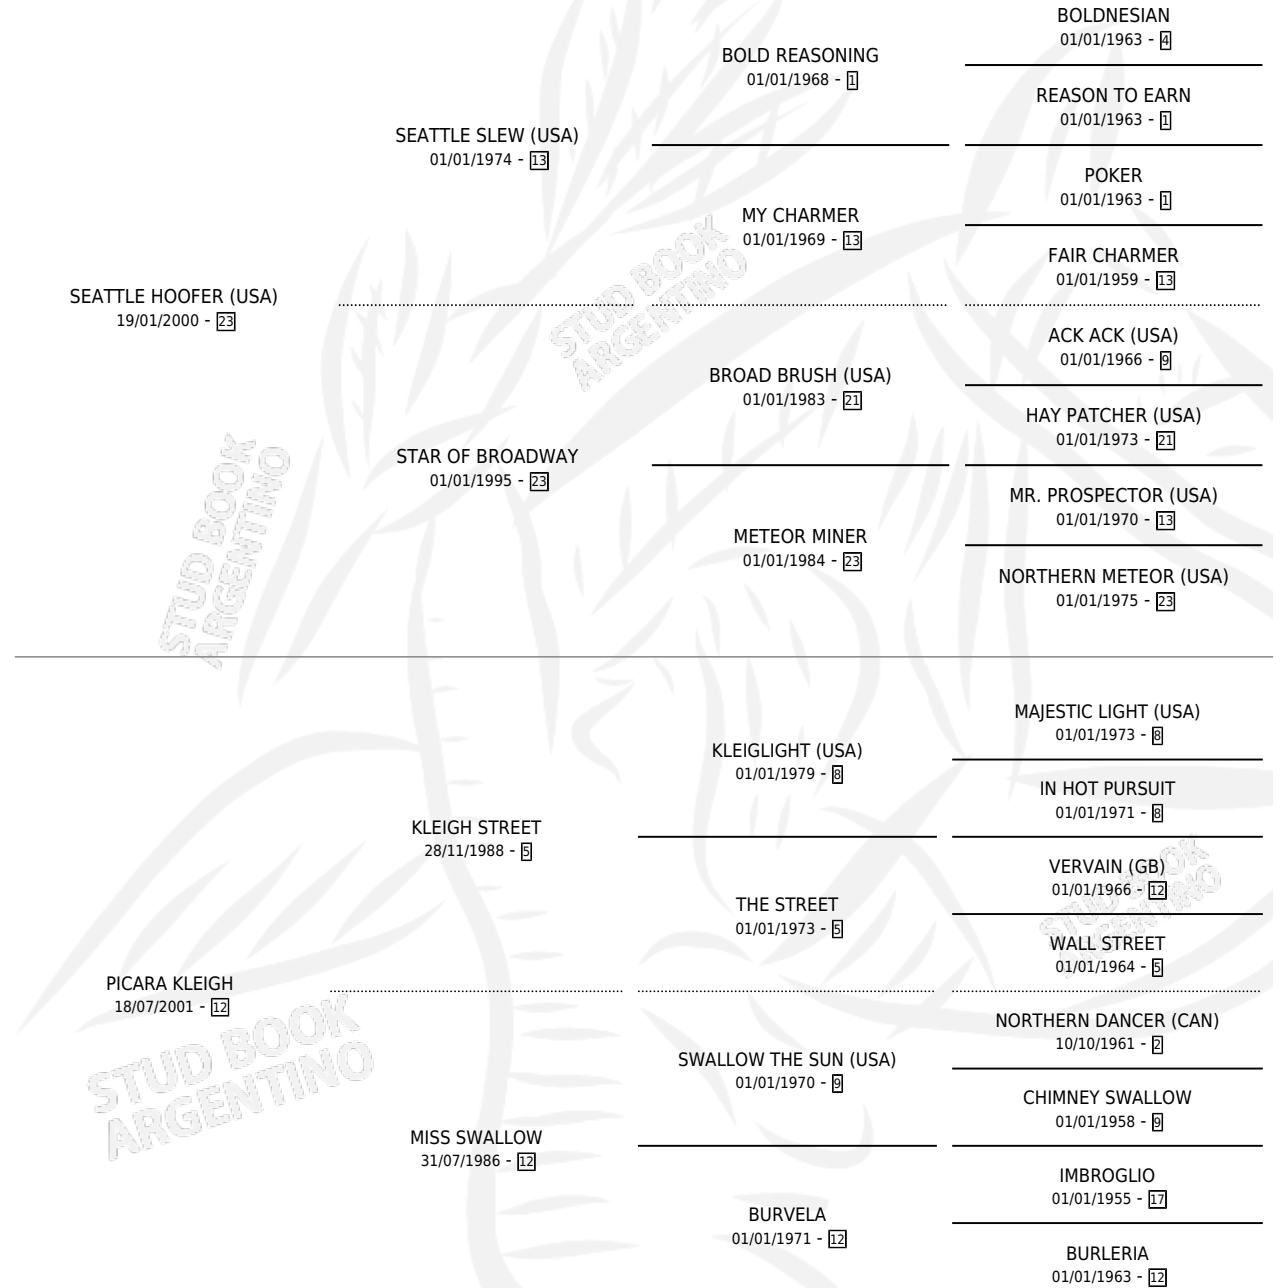 BOLDNESIAN
01/01/1963 - 4
BOLD REASONING
01/01/1968 - 1
REASON TO EARN
01/01/1963 - 1
SEATTLE SLEW (USA)
01/01/1974 - 13
POKER
01/01/1963 - 1
MY CHARMER
01/01/1969 - 13
FAIR CHARMER
01/01/1959 - 13
SEATTLE HOOFER (USA)
19/01/2000 - 23
STUD BOOK
ARGENTINO
ACK ACK (USA)
01/01/1966 - 9
BROAD BRUSH (USA)
01/01/1983 - 21
HAY PATCHER (USA)
01/01/1973 - 21
STAR OF BROADWAY
01/01/1995 - 23
MR. PROSPECTOR (USA)
01/01/1970 - 13
METEOR MINER
01/01/1984 - 23
NORTHERN METEOR (USA)
01/01/1975 - 23
STUD BOOK
ARGENTINO
MAJESTIC LIGHT (USA)
01/01/1973 - 8
KLEIGLIGHT (USA)
01/01/1979 - 8
IN HOT PURSUIT
01/01/1971 - 8
KLEIGH STREET
28/11/1988 - 5
VERVAIN (GB)
01/01/1966 - 12
THE STREET
01/01/1973 - 5
WALL STREET
01/01/1964 - 5
STUD BOOK
ARGENTINO
PICARA KLEIGH
18/07/2001 - 12
NORTHERN DANCER (CAN)
10/10/1961 - 2
SWALLOW THE SUN (USA)
01/01/1970 - 9
CHIMNEY SWALLOW
01/01/1958 - 9
STUD BOOK
ARGENTINO
MISS SWALLOW
31/07/1986 - 12
IMBROGLIO
01/01/1955 - 17
BURVELA
01/01/1971 - 12
BURLERIA
01/01/1963 - 12